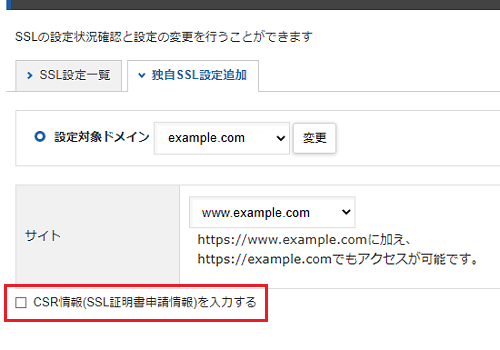 SSLの設定状況確認と設定の変更を行うことができます
SSL設定一覧
独自SSL設定追加
設定対象ドメイン example.com 変更
www.example.com
サイト
https://www.example.comに加え、
https://example.comでもアクセスが可能です。
CSR情報(SSL証明書申請情報)を入力する